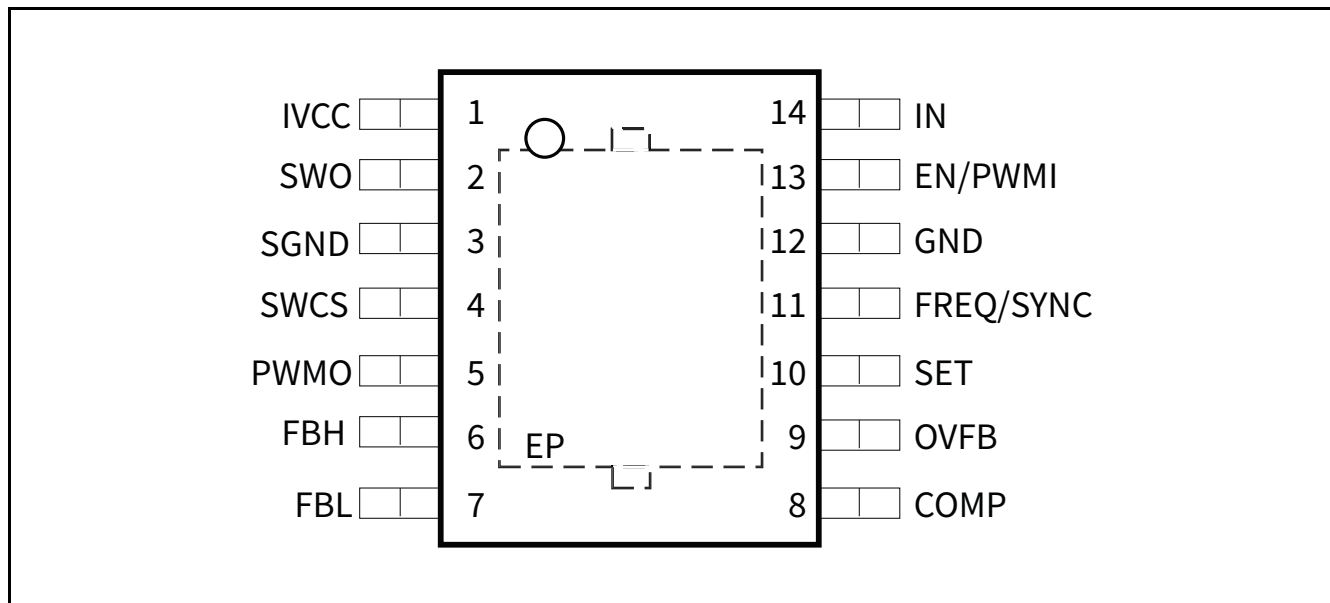 IVCC 1 14 IN
SWO 2 13 EN/PWMI
SGND 3 12 GND
SWCS 4 11 FREQ/SYNC
PWMO 5 10 SET
FBH 6 EP 9 OVFB
FBL 7 8 COMP